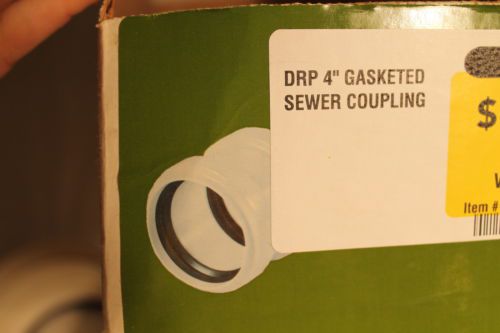 DRP 4" GASKETED
SEWER COUPLING
$
Item #